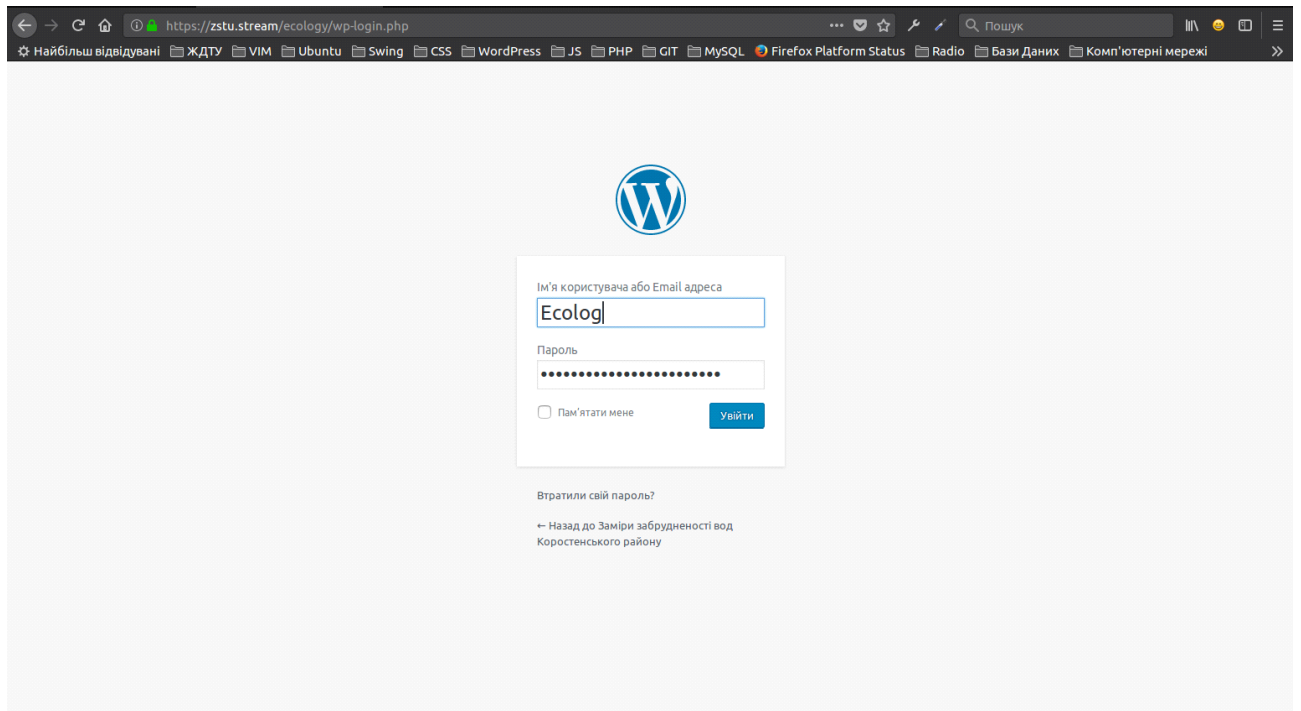 https://zstu.stream/ecology/wp-login.php
Пошук
Найбільш відвідувані ЖДТУ VIM Ubuntu Swing CSS WordPress JS PHP GIT MySQL Firefox Platform Status Radio Бази Даних Комп'ютерні мережі
Ім'я користувача або Email адреса
Ecolog
Пароль
Пам'ятати мене
Увійти
Втратили свій пароль?
← Назад до Заміри забрудненості вод
Коростенського району